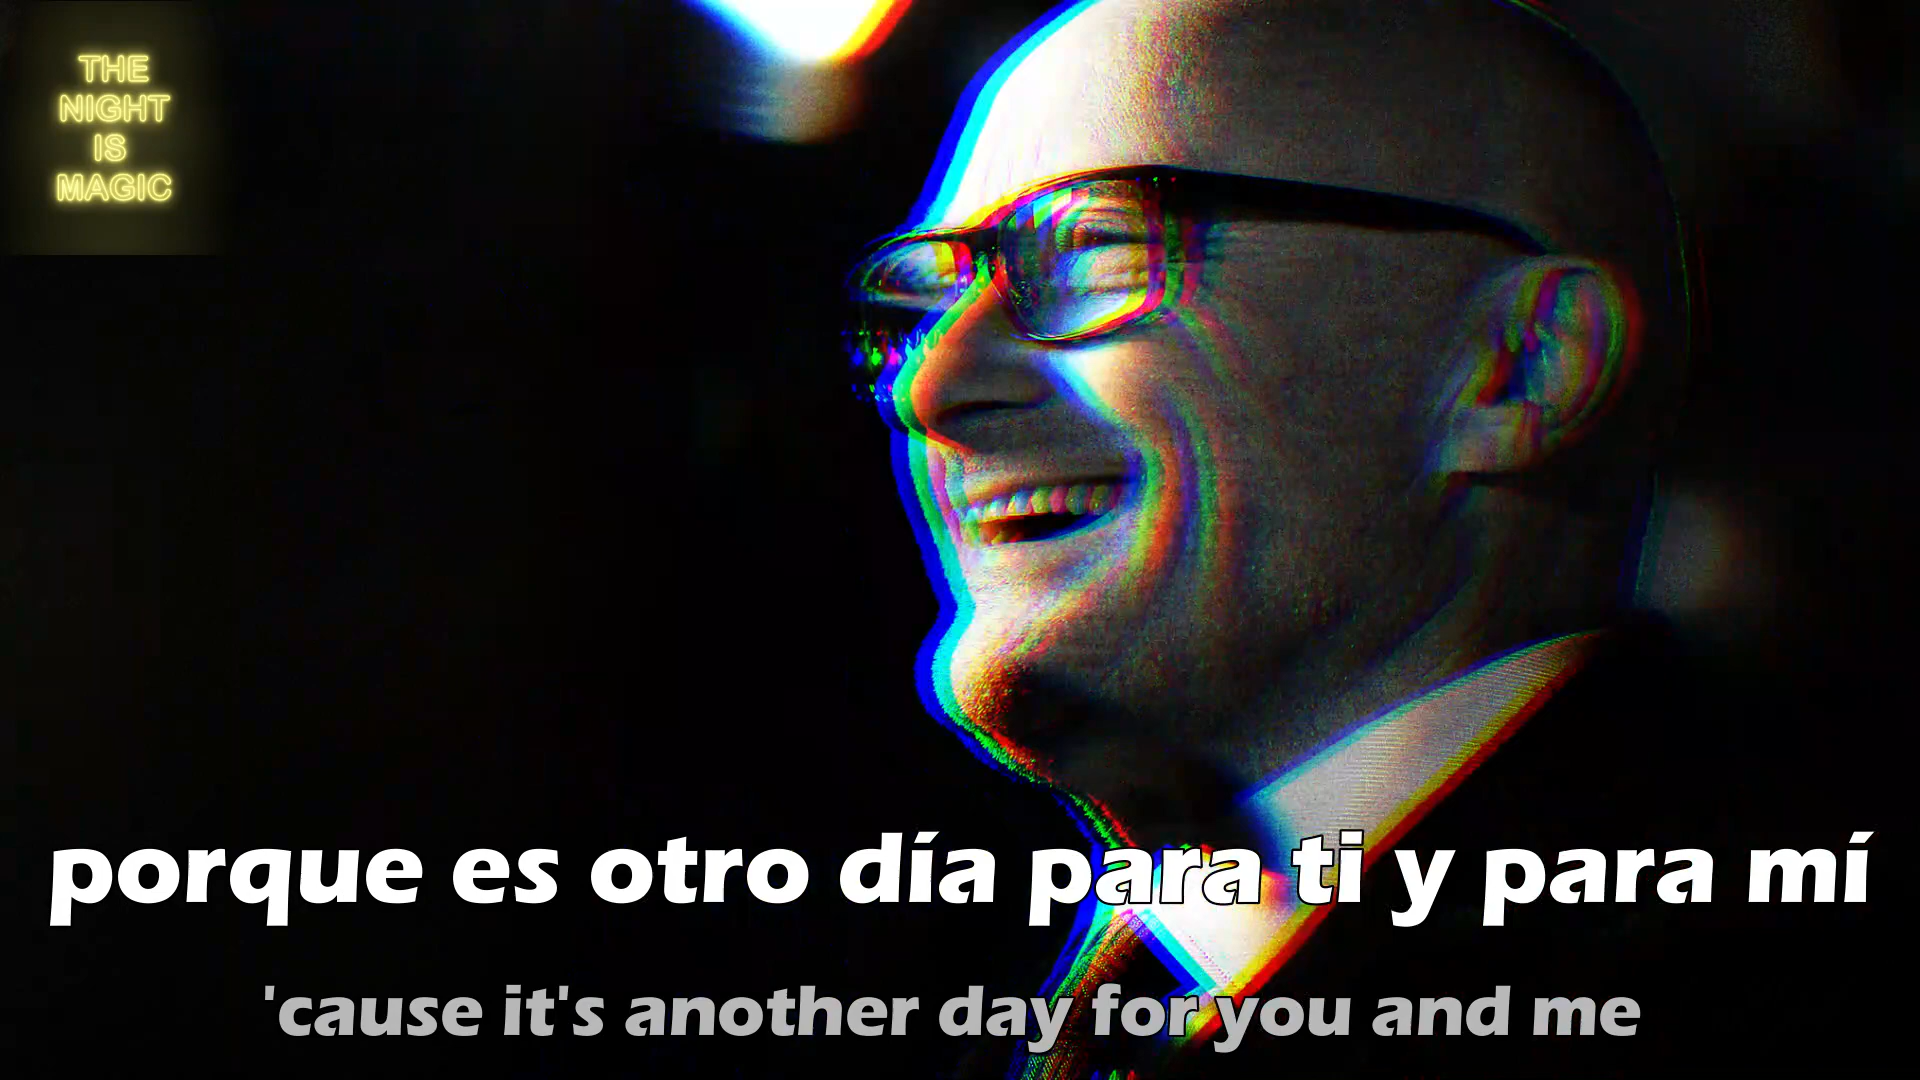 THE
NIGHT
IS
MAGIC
porque es otro día para ti y para mí
'cause it's another day for you and me